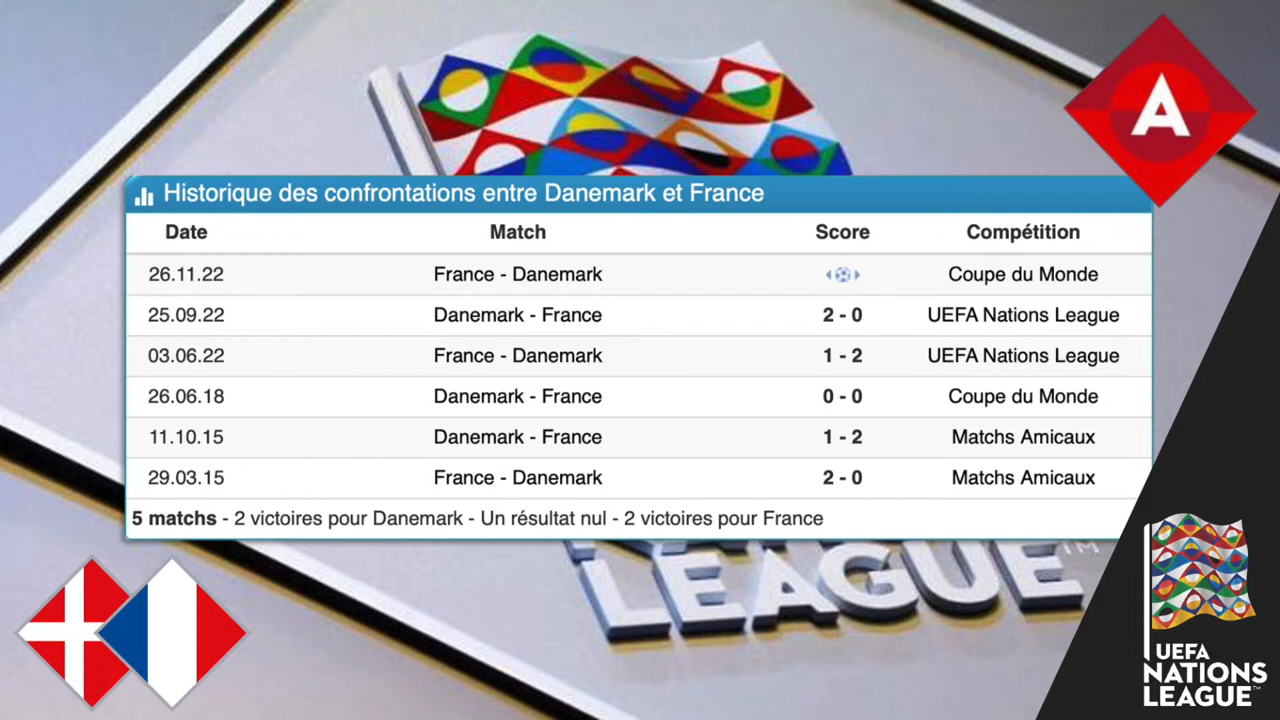 A
Historique des confrontations entre Danemark et France
Date Match Score Compétition
26.11.22 France - Danemark Coupe du Monde
25.09.22 Danemark - France 2 - 0 UEFA Nations League
03.06.22 France - Danemark 1 - 2 UEFA Nations League
26.06.18 Danemark - France 0 - 0 Coupe du Monde
11.10.15 Danemark - France 1 - 2 Matchs Amicaux
29.03.15 France - Danemark 2 - 0 Matchs Amicaux
5 matchs - 2 victoires pour Danemark - Un résultat nul - 2 victoires pour France
LEAGUE™
UEFA
NATIONS
LEAGUE™